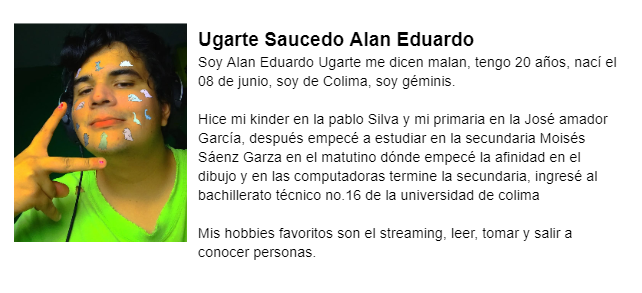 Ugarte Saucedo Alan Eduardo
Soy Alan Eduardo Ugarte me dicen malan, tengo 20 años, nací el
08 de junio, soy de Colima, soy géminis.
Hice mi kinder en la pablo Silva y mi primaria en la José amador
García, después empecé a estudiar en la secundaria Moisés
Sáenz Garza en el matutino dónde empecé la afinidad en el
dibujo y en las computadoras termine la secundaria, ingresé al
bachillerato técnico no.16 de la universidad de colima
Mis hobbies favoritos son el streaming, leer, tomar y salir a
conocer personas.